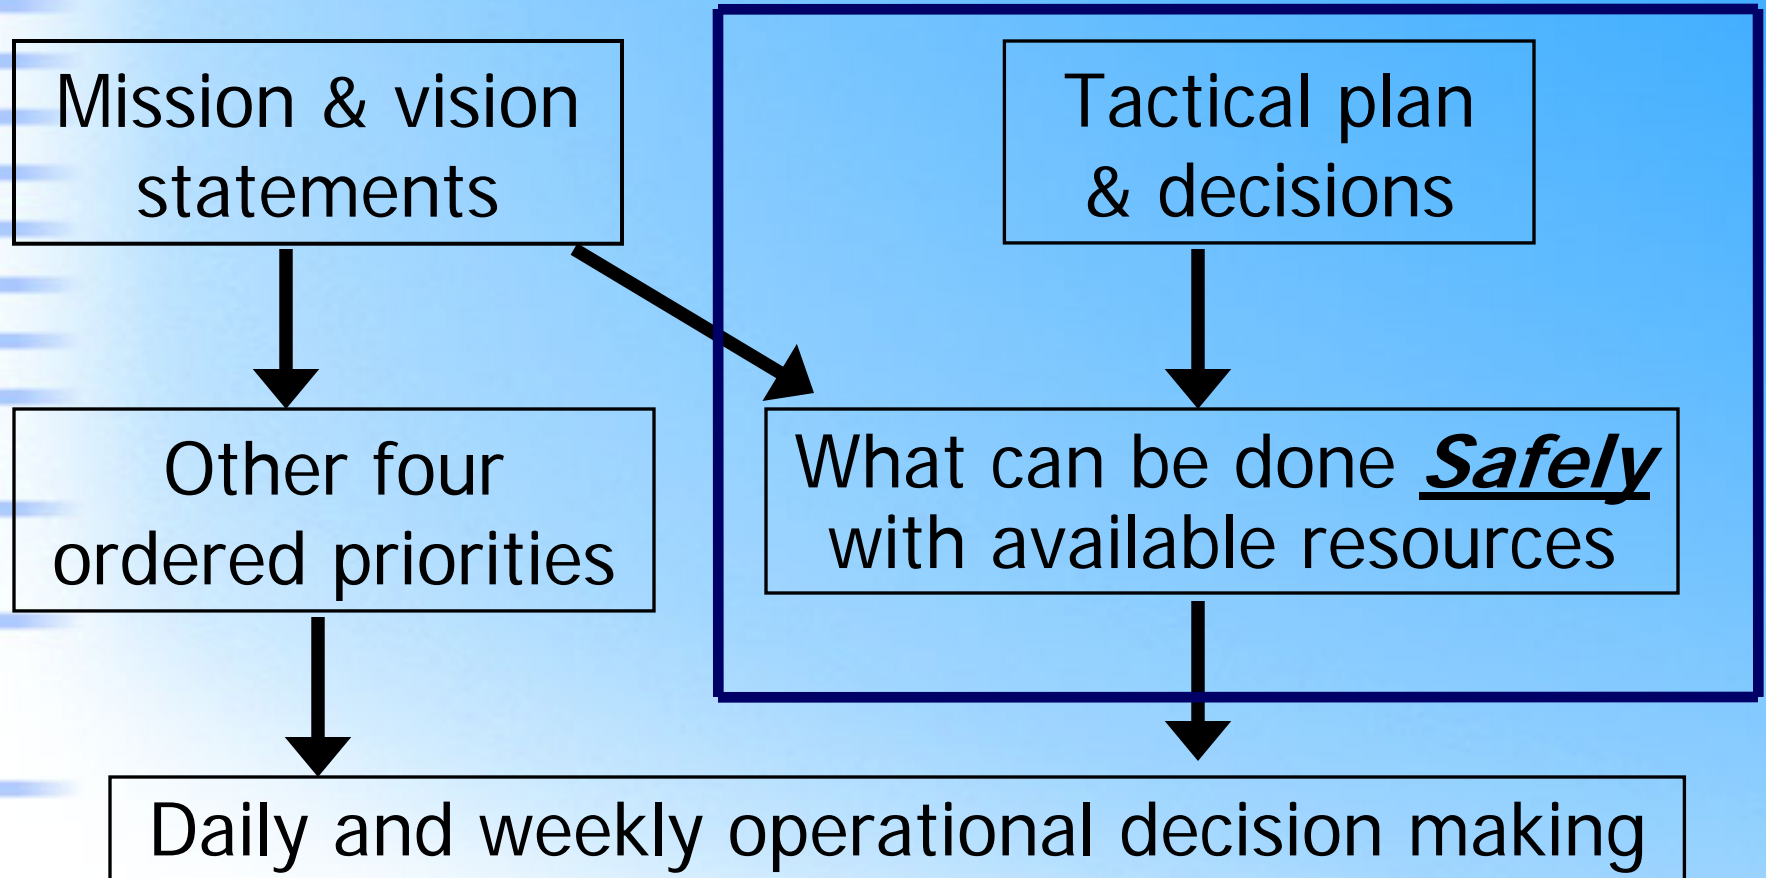 Mission & vision
statements
Tactical plan
& decisions
Other four
ordered priorities
What can be done Safely
with available resources
Daily and weekly operational decision making